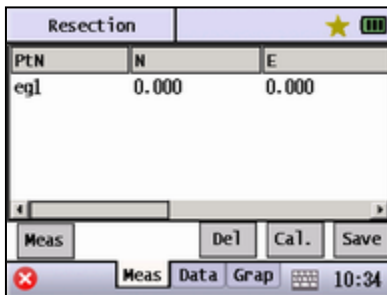 Resection
PtN N E
eg1 0.000 0.000
Meas Del Cal. Save
Meas Data Grap 10:34